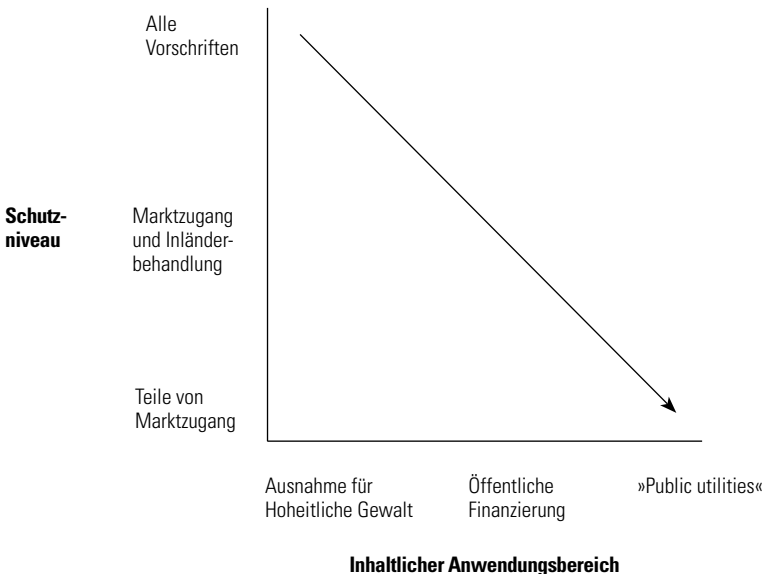 Alle
Vorschriften
Schutz-
niveau
Marktzugang
und Inländer-
behandlung
Teile von
Marktzugang
Ausnahme für
Hoheitliche Gewalt
Öffentliche
Finanzierung
»Public utilities«
Inhaltlicher Anwendungsbereich